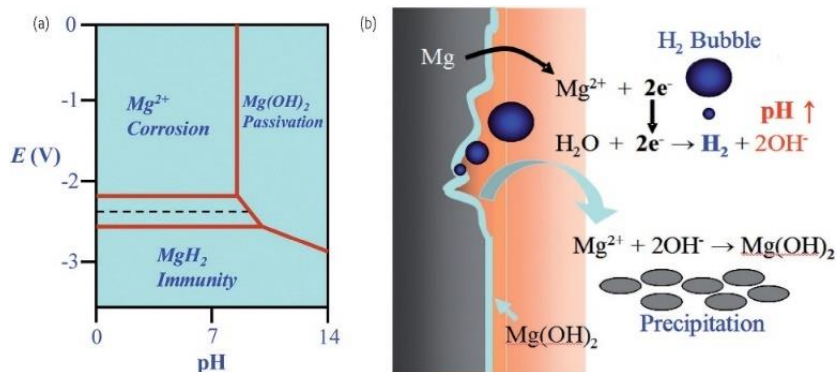 (a)
0
-1
-2
-3
E (V)
Mg²⁺
Corrosion
Mg(OH)₂
Passivation
MgH₂
Immunity
0
7
14
pH
(b)
Mg
H₂ Bubble
Mg²⁺ + 2e⁻
pH ↑
H₂O + 2e⁻ → H₂ + 2OH⁻
Mg²⁺ + 2OH⁻ → Mg(OH)₂
Mg(OH)₂
Precipitation